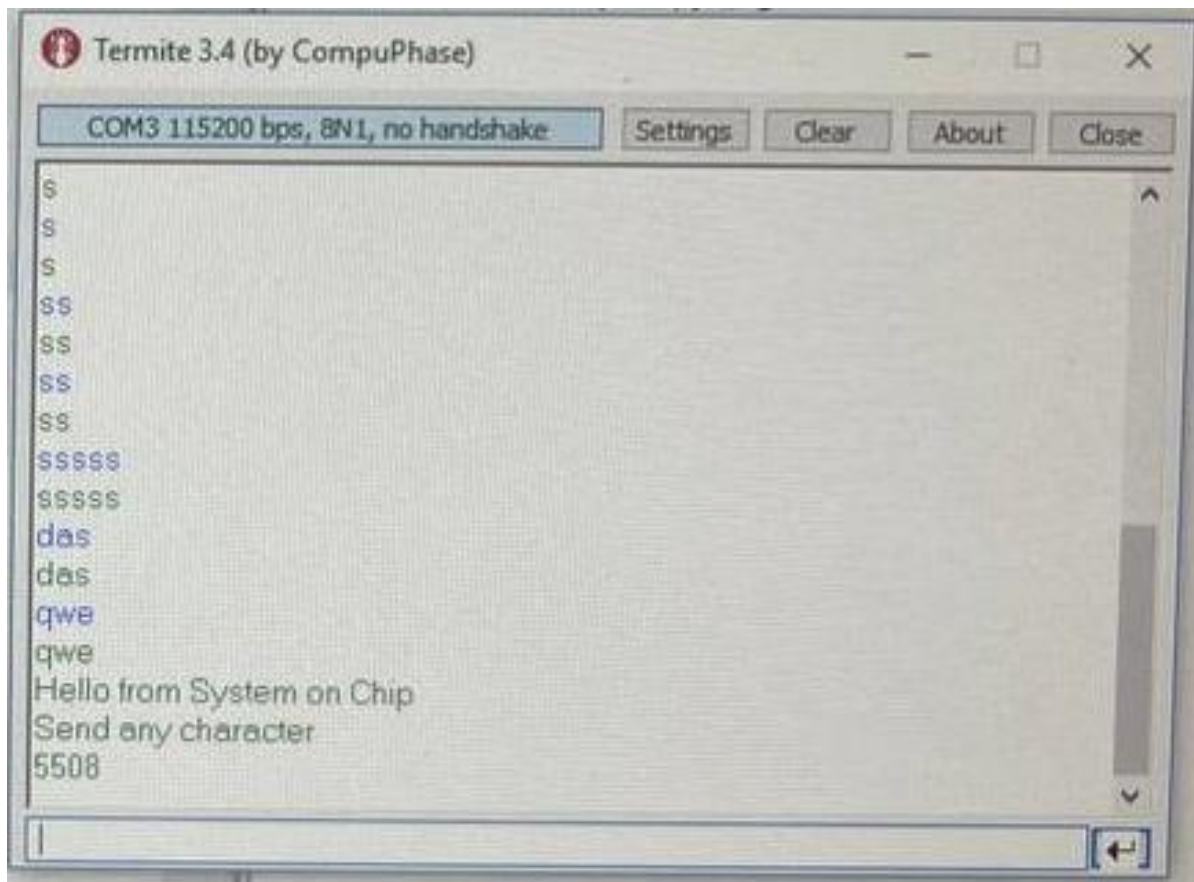 Termite 3.4 (by CompuPhase)
COM3 115200 bps, 8N1, no handshake Settings Clear About Close
s
s
s
ss
ss
ss
ss
sssss
sssss
das
das
qwe
qwe
Hello from System on Chip
Send any character
5508